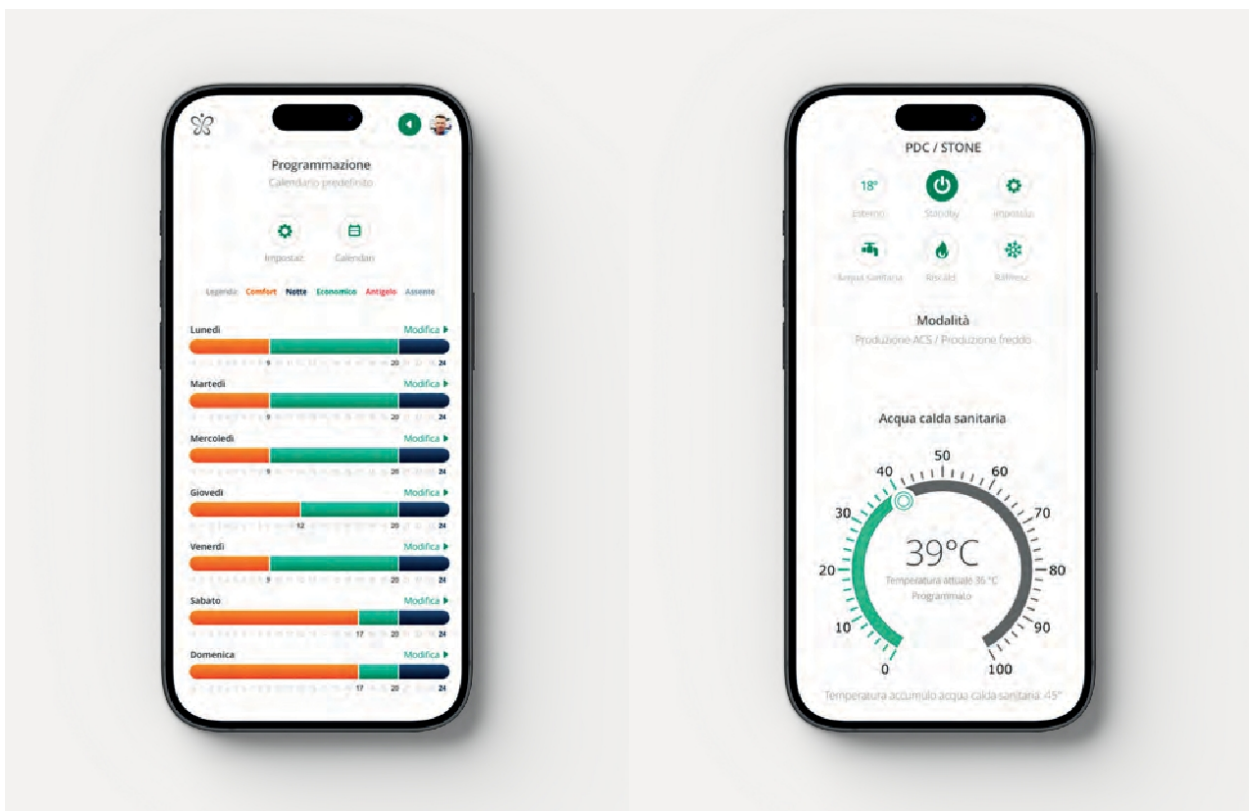 Programmazione
Calendario predefinito
Impostaz. Calendari
Legenda: Comfort Notte Economico Antigelo Assente
Lunedì Modifica
9 20 24
Martedì Modifica
9 20 24
Mercoledì Modifica
9 20 24
Giovedì Modifica
12 20 24
Venerdì Modifica
9 20 24
Sabato Modifica
17 20 24
Domenica Modifica
17 20 24
PDC / STONE
18°
Esterno Standby
Acqua sanitaria Riscald. Raffresc.
Modalità
Produzione ACS / Produzione freddo
Acqua calda sanitaria
0 10 20 30 40 50 60 70 80 90 100
39°C
Temperatura attuale 36 °C
Programmato
Temperatura accumulo acqua calda sanitaria: 45°